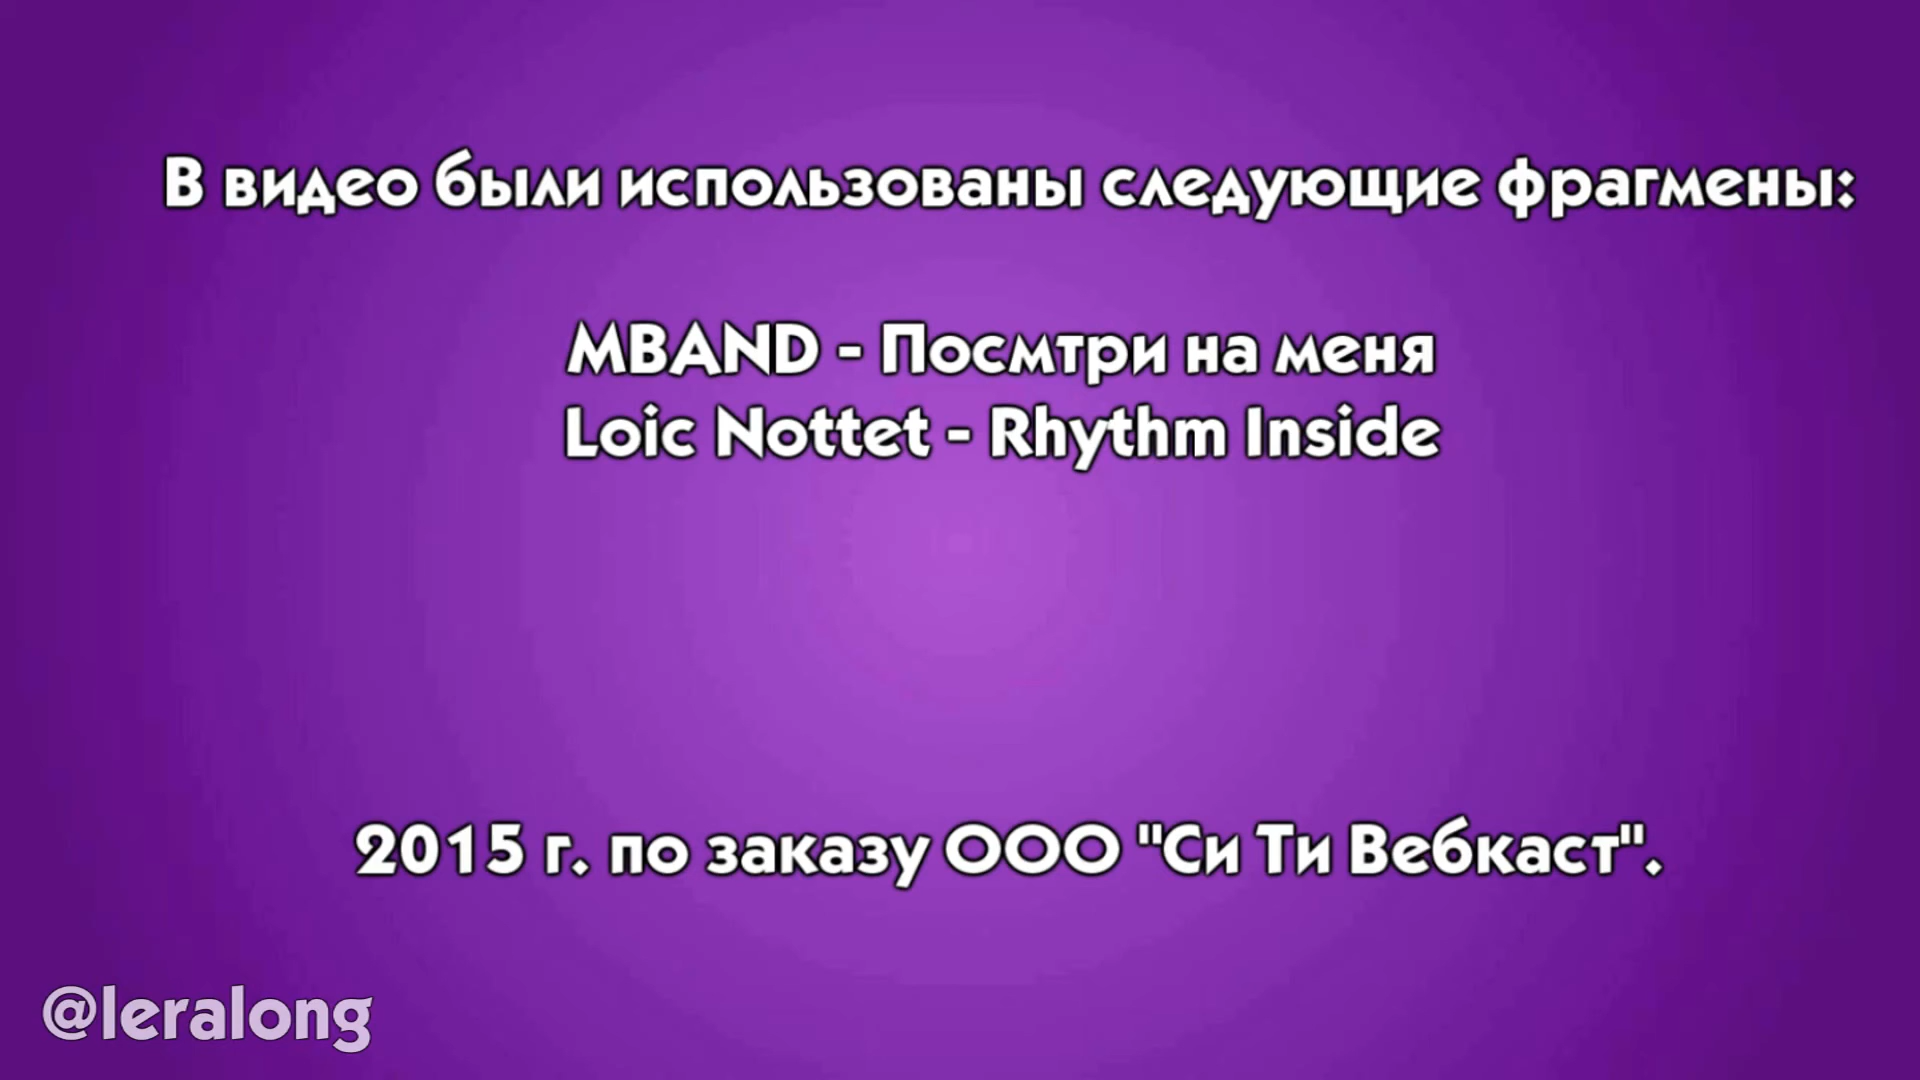 В видео были использованы следующие фрагмены:
MBAND - Посмтри на меня
Loic Nottet - Rhythm Inside
2015 г. по заказу ООО "Си Ти Вебкаст".
@leralong